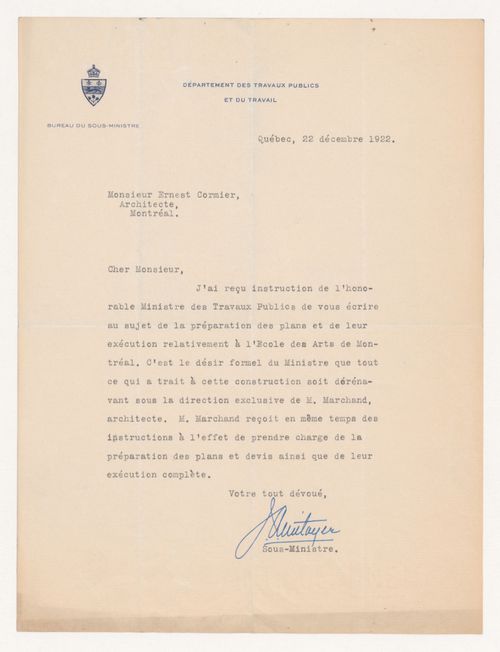 DÉPARTEMENT DES TRAVAUX PUBLICS
ET DU TRAVAIL
BUREAU DU SOUS-MINISTRE
Québec, 22 décembre 1922.
Monsieur Ernest Cormier,
Architecte,
Montréal.
Cher Monsieur,
J'ai reçu instruction de l'hono-
rable Ministre des Travaux Publics de vous écrire
au sujet de la préparation des plans et de leur
exécution relativement à l'Ecole des Arts de Mon-
tréal. C'est le désir formel du Ministre que tout
ce qui a trait à cette construction soit doréna-
vant sous la direction exclusive de M. Marchand,
architecte. M. Marchand reçoit en même temps des
instructions à l'effet de prendre charge de la
préparation des plans et devis ainsi que de leur
exécution complète.
Votre tout dévoué,
Sous-Ministre.